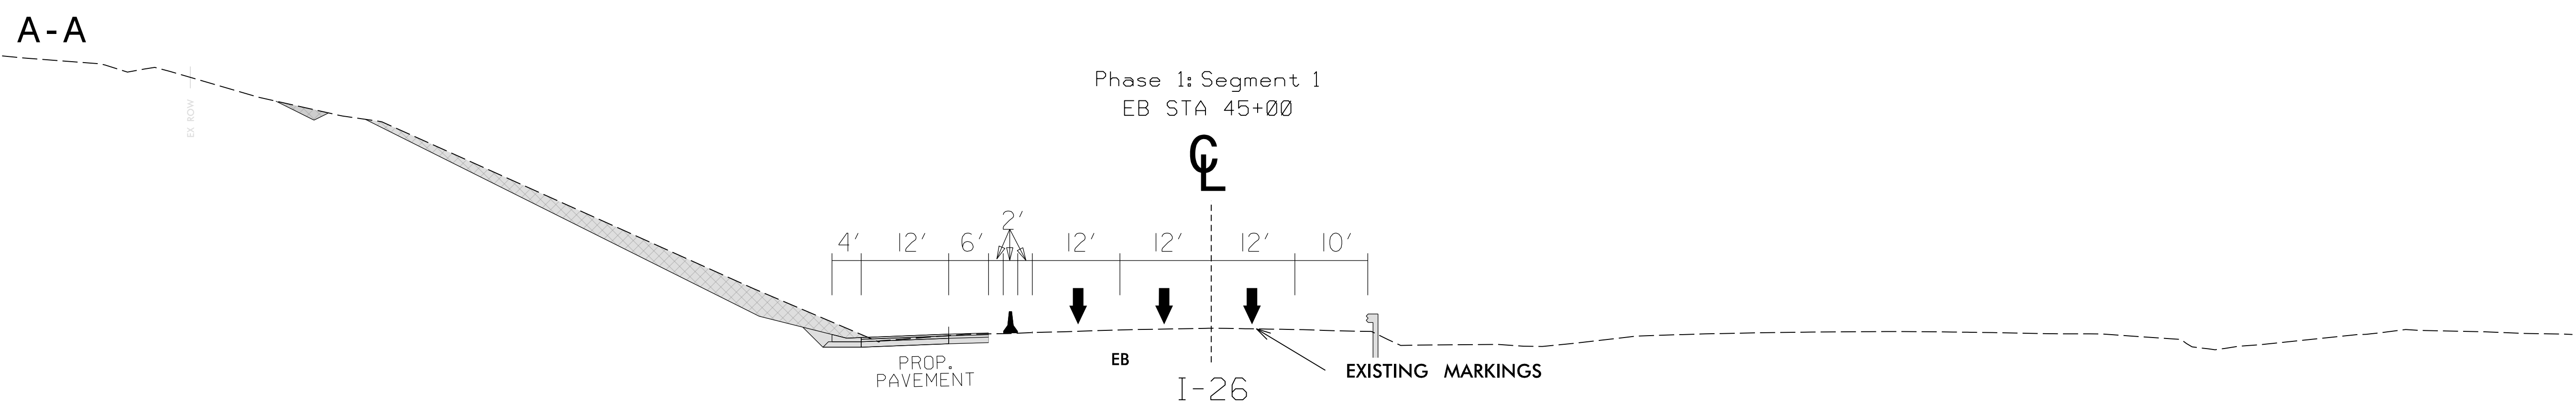 A-A
EX ROW
Phase 1: Segment 1
EB STA 45+00
CL
4' 12' 6' 2' 12' 12' 12' 10'
PROP.
PAVEMENT
EB
EXISTING MARKINGS
I-26